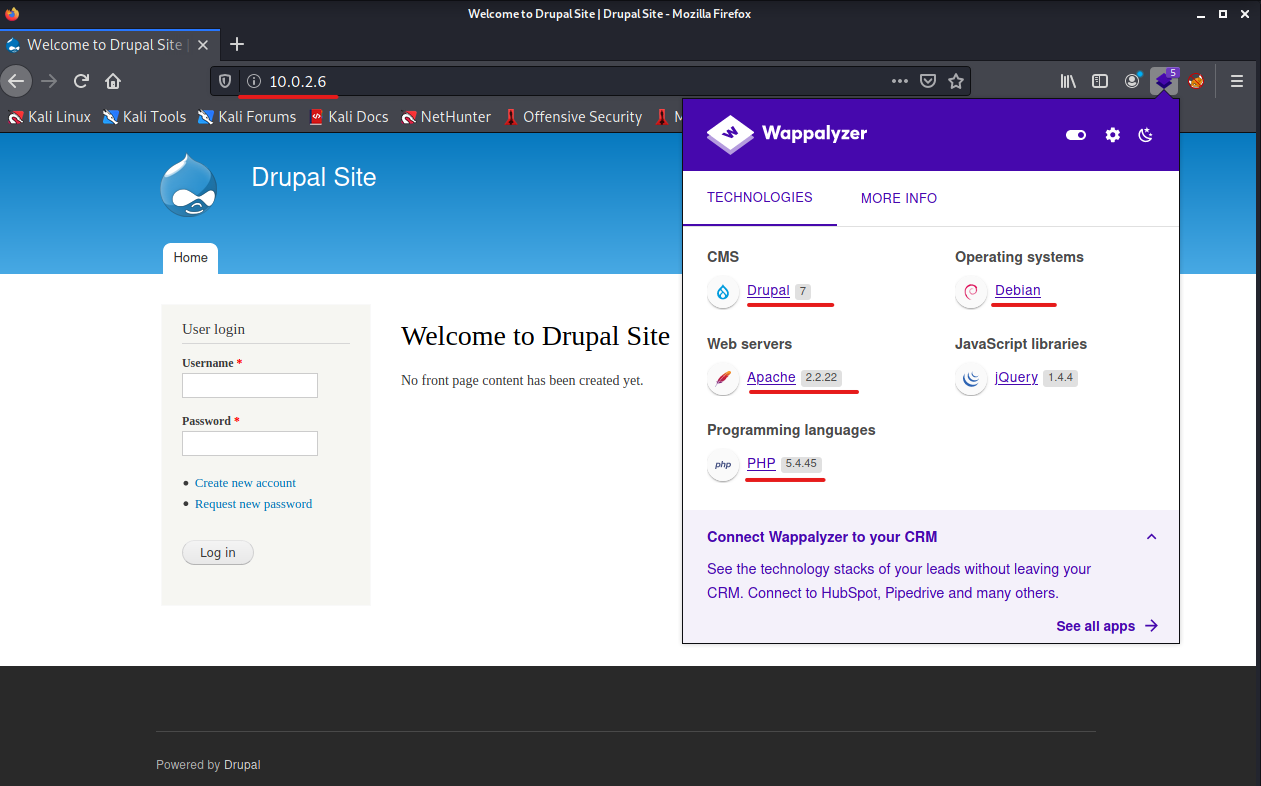 Welcome to Drupal Site | Drupal Site - Mozilla Firefox
Welcome to Drupal Site |
10.0.2.6
5
Kali Linux Kali Tools Kali Forums Kali Docs NetHunter Offensive Security M
Drupal Site
Home
User login
Username *
Password *
Create new account
Request new password
Log in
Welcome to Drupal Site
No front page content has been created yet.
Wappalyzer
TECHNOLOGIES MORE INFO
CMS
Drupal 7
Operating systems
Debian
Web servers
Apache 2.2.22
JavaScript libraries
jQuery 1.4.4
Programming languages
php PHP 5.4.45
Connect Wappalyzer to your CRM
See the technology stacks of your leads without leaving your
CRM. Connect to HubSpot, Pipedrive and many others.
See all apps
Powered by Drupal